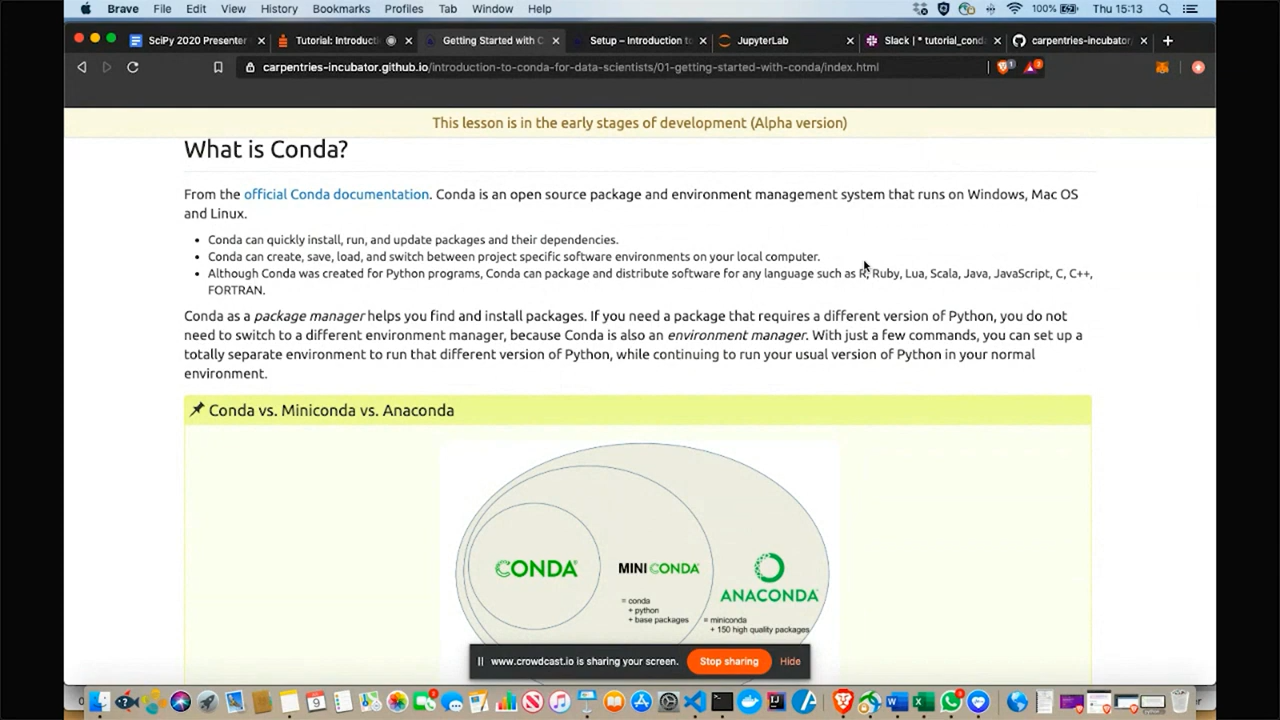 Brave File Edit View History Bookmarks Profiles Tab Window Help 100% Thu 15:13
SciPy 2020 Presenter Tutorial: Introducti Getting Started with C Setup – Introduction to JupyterLab Slack | * tutorial_cond carpentries-incubator,
carpentries-incubator.github.io/introduction-to-conda-for-data-scientists/01-getting-started-with-conda/index.html
This lesson is in the early stages of development (Alpha version)
What is Conda?
From the official Conda documentation. Conda is an open source package and environment management system that runs on Windows, Mac OS
and Linux.
• Conda can quickly install, run, and update packages and their dependencies.
• Conda can create, save, load, and switch between project specific software environments on your local computer.
• Although Conda was created for Python programs, Conda can package and distribute software for any language such as R, Ruby, Lua, Scala, Java, JavaScript, C, C++,
FORTRAN.
Conda as a package manager helps you find and install packages. If you need a package that requires a different version of Python, you do not
need to switch to a different environment manager, because Conda is also an environment manager. With just a few commands, you can set up a
totally separate environment to run that different version of Python, while continuing to run your usual version of Python in your normal
environment.
Conda vs. Miniconda vs. Anaconda
CONDA
MINICONDA
= conda
+ python
+ base packages
ANACONDA
= miniconda
+ 150 high quality packages
www.crowdcast.io is sharing your screen. Stop sharing Hide